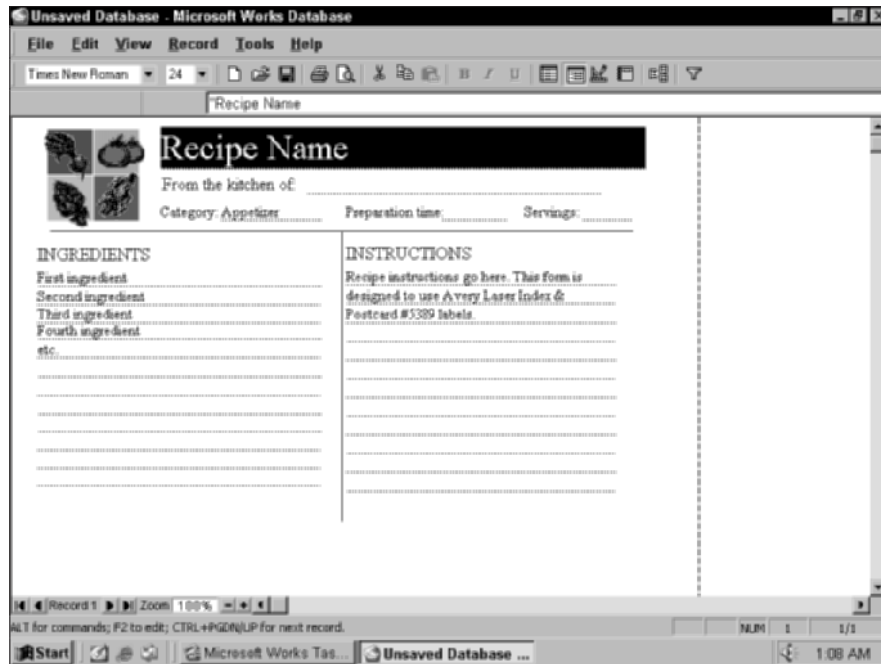 Unsaved Database - Microsoft Works Database
File Edit View Record Tools Help
Times New Roman 24 B I U
"Recipe Name
Recipe Name
From the kitchen of:
Category: Appetizer Preparation time: Servings:
INGREDIENTS
First ingredient
Second ingredient
Third ingredient
Fourth ingredient
etc.
INSTRUCTIONS
Recipe instructions go here. This form is
designed to use Avery Laser Index &
Postcard #5389 labels.
Record 1 Zoom 100%
ALT for commands; F2 to edit; CTRL+PGDN/UP for next record. NUM 1 1/1
Start Microsoft Works Tas... Unsaved Database ... 1:08 AM